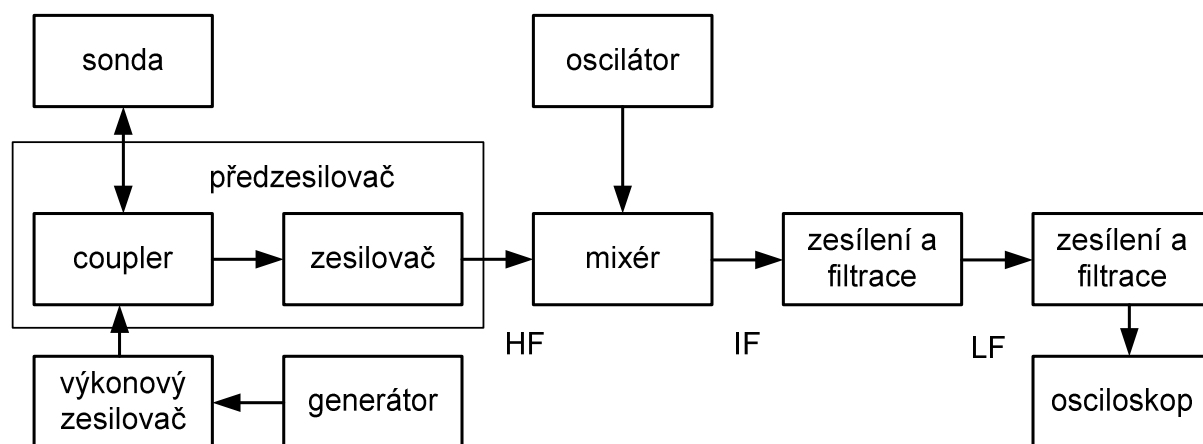 sonda
oscilátor
předzesilovač
coupler
zesilovač
mixér
zesílení a
filtrace
zesílení a
filtrace
HF
IF
LF
výkonový
zesilovač
generátor
osciloskop